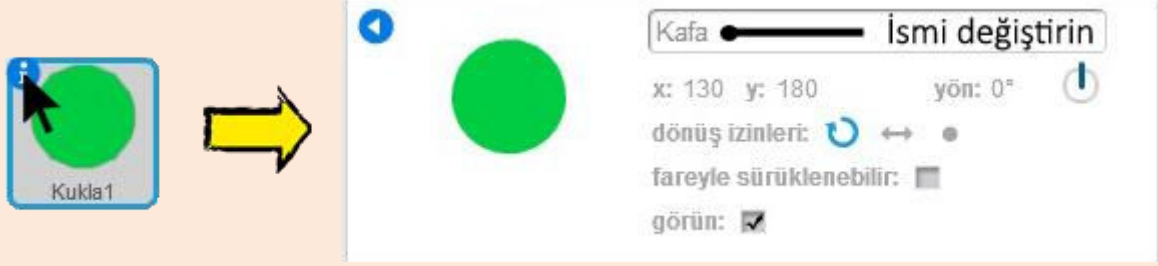 Kukla1
Kafa İsmi değiştirin
x: 130 y: 180 yön: 0°
dönüş izinleri:
fareyle sürüklenebilir:
görün: